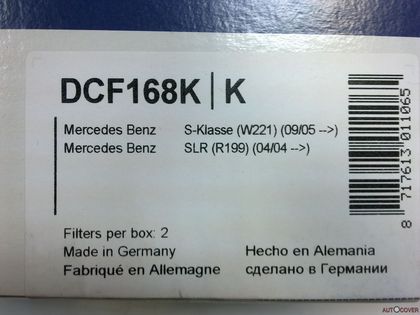 DCF168K | K
Mercedes Benz S-Klasse (W221) (09/05 -->)
Mercedes Benz SLR (R199) (04/04 -->)
8 717613 011065
Filters per box: 2
Made in Germany Hecho en Alemania
Fabriqué en Allemagne сделано в Германии
AUTOCOVER